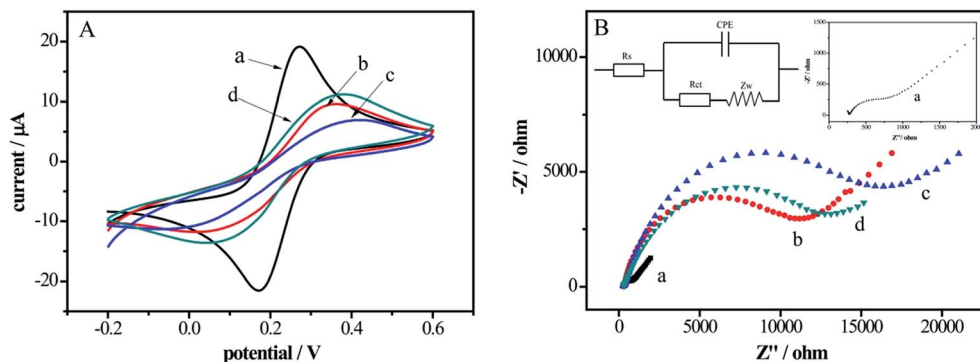 A
20
10
0
-10
-20
current / μA
-0.2
0.0
0.2
0.4
0.6
potential / V
a
b
c
d
B
10000
5000
0
-Z' / ohm
0
5000
10000
15000
20000
Z'' / ohm
Rs
CPE
Rct
Zw
1500
1000
500
0
-Z' / ohm
0
500
1000
1500
2000
Z''/ ohm
a
a
b
c
d